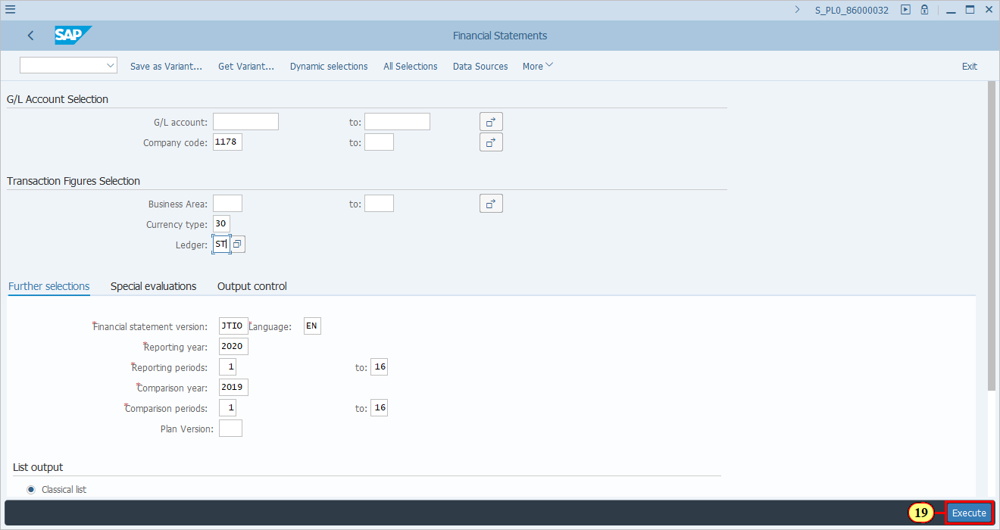 S_PL0_86000032
SAP Financial Statements
Save as Variant... Get Variant... Dynamic selections All Selections Data Sources More Exit
G/L Account Selection
G/L account: to:
Company code: 1178 to:
Transaction Figures Selection
Business Area: to:
Currency type: 30
Ledger: ST
Further selections Special evaluations Output control
*Financial statement version: JTIO *Language: EN
*Reporting year: 2020
*Reporting periods: 1 to: 16
*Comparison year: 2019
*Comparison periods: 1 to: 16
Plan Version:
List output
Classical list
19 Execute